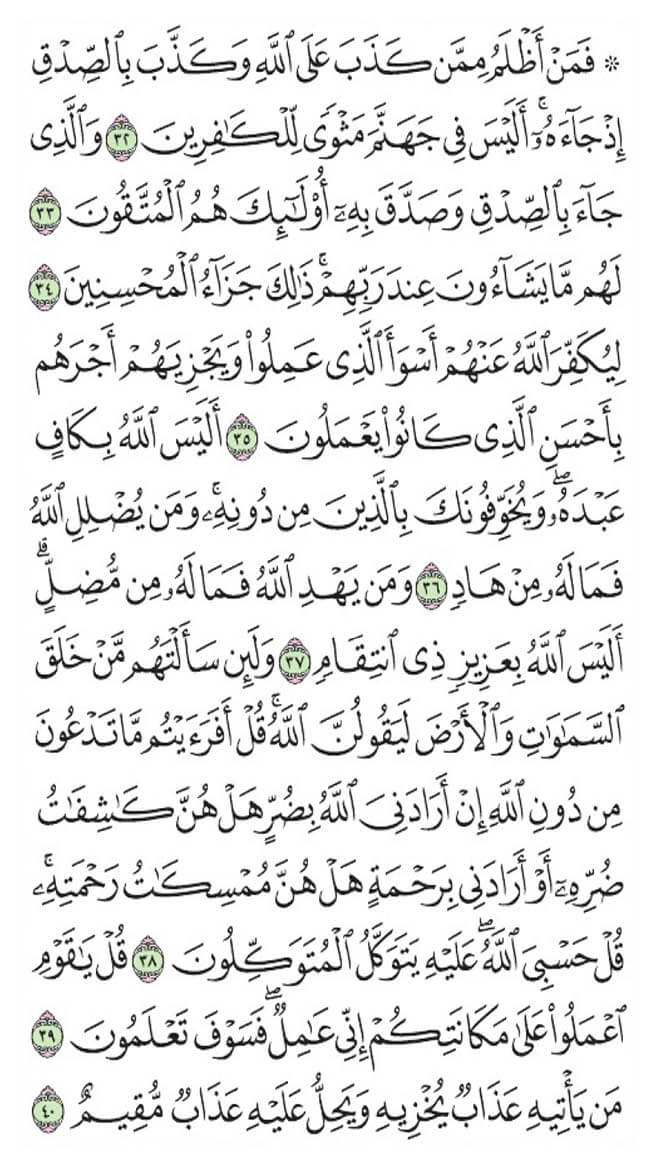 ۞ فَمَنْ أَظْلَمُ مِمَّن كَذَبَ عَلَى ٱللَّهِ وَكَذَّبَ بِٱلصِّدْقِ
إِذْ جَآءَهُۥٓۚ أَلَيْسَ فِى جَهَنَّمَ مَثْوًى لِّلْكَٰفِرِينَ ٣٢ وَٱلَّذِى
جَآءَ بِٱلصِّدْقِ وَصَدَّقَ بِهِۦٓ أُو۟لَٰٓئِكَ هُمُ ٱلْمُتَّقُونَ ٣٣
لَهُم مَّا يَشَآءُونَ عِندَ رَبِّهِمْۚ ذَٰلِكَ جَزَآءُ ٱلْمُحْسِنِينَ ٣٤
لِيُكَفِّرَ ٱللَّهُ عَنْهُمْ أَسْوَأَ ٱلَّذِى عَمِلُوا۟ وَيَجْزِيَهُمْ أَجْرَهُم
بِأَحْسَنِ ٱلَّذِى كَانُوا۟ يَعْمَلُونَ ٣٥ أَلَيْسَ ٱللَّهُ بِكَافٍ
عَبْدَهُۥۖ وَيُخَوِّفُونَكَ بِٱلَّذِينَ مِن دُونِهِۦۚ وَمَن يُضْلِلِ ٱللَّهُ
فَمَا لَهُۥ مِنْ هَادٍ ٣٦ وَمَن يَهْدِ ٱللَّهُ فَمَا لَهُۥ مِن مُّضِلٍّۗ
أَلَيْسَ ٱللَّهُ بِعَزِيزٍ ذِى ٱنتِقَامٍ ٣٧ وَلَئِن سَأَلْتَهُم مَّنْ خَلَقَ
ٱلسَّمَٰوَٰتِ وَٱلْأَرْضَ لَيَقُولُنَّ ٱللَّهُۚ قُلْ أَفَرَءَيْتُم مَّا تَدْعُونَ
مِن دُونِ ٱللَّهِ إِنْ أَرَادَنِىَ ٱللَّهُ بِضُرٍّ هَلْ هُنَّ كَٰشِفَٰتُ
ضُرِّهِۦٓ أَوْ أَرَادَنِى بِرَحْمَةٍ هَلْ هُنَّ مُمْسِكَٰتُ رَحْمَتِهِۦۚ
قُلْ حَسْبِىَ ٱللَّهُۖ عَلَيْهِ يَتَوَكَّلُ ٱلْمُتَوَكِّلُونَ ٣٨ قُلْ يَٰقَوْمِ
ٱعْمَلُوا۟ عَلَىٰ مَكَانَتِكُمْ إِنِّى عَٰمِلٌۖ فَسَوْفَ تَعْلَمُونَ ٣٩
مَن يَأْتِيهِ عَذَابٌ يُخْزِيهِ وَيَحِلُّ عَلَيْهِ عَذَابٌ مُّقِيمٌ ٤٠